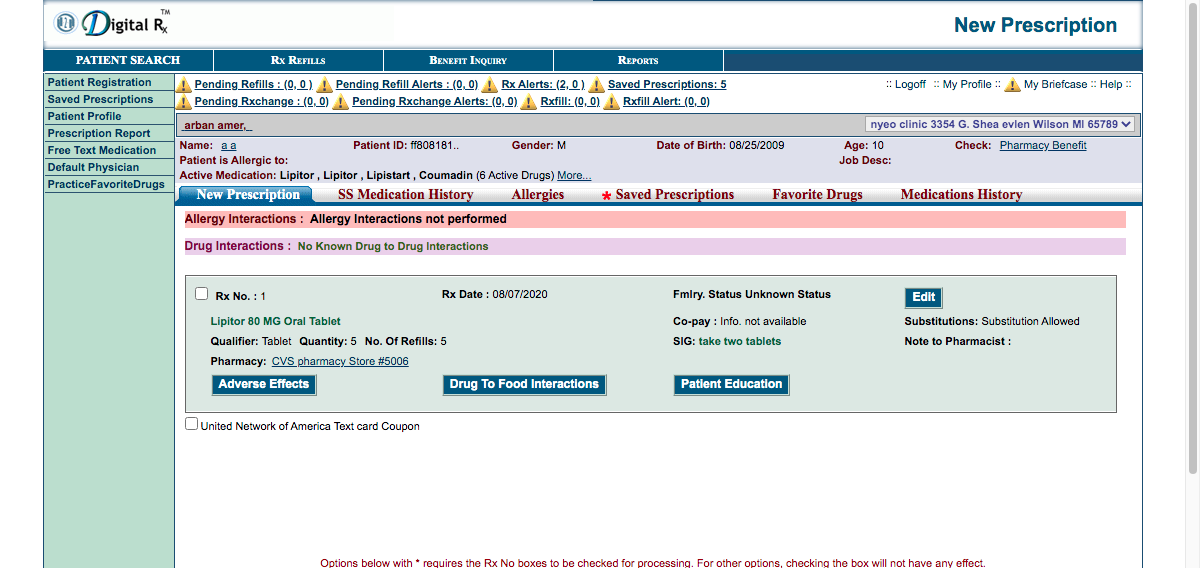 Digital Rx TM
New Prescription
PATIENT SEARCH RX REFILLS BENEFIT INQUIRY REPORTS
Patient Registration
Saved Prescriptions
Patient Profile
Prescription Report
Free Text Medication
Default Physician
PracticeFavoriteDrugs
Pending Refills : (0, 0 ) Pending Refill Alerts : (0, 0) Rx Alerts: (2, 0 ) Saved Prescriptions: 5 :: Logoff :: My Profile :: My Briefcase :: Help ::
Pending Rxchange : (0, 0) Pending Rxchange Alerts: (0, 0) Rxfill: (0, 0) Rxfill Alert: (0, 0)
arban amer, nyeo clinic 3354 G. Shea evlen Wilson MI 65789
Name: a a Patient ID: ff808181.. Gender: M Date of Birth: 08/25/2009 Age: 10 Check: Pharmacy Benefit
Patient is Allergic to: Job Desc:
Active Medication: Lipitor , Lipitor , Lipistart , Coumadin (6 Active Drugs) More...
New Prescription SS Medication History Allergies * Saved Prescriptions Favorite Drugs Medications History
Allergy Interactions : Allergy Interactions not performed
Drug Interactions : No Known Drug to Drug Interactions
Rx No. : 1 Rx Date : 08/07/2020 Fmlry. Status Unknown Status Edit
Lipitor 80 MG Oral Tablet Co-pay : Info. not available Substitutions: Substitution Allowed
Qualifier: Tablet Quantity: 5 No. Of Refills: 5 SIG: take two tablets Note to Pharmacist :
Pharmacy: CVS pharmacy Store #5006
Adverse Effects Drug To Food Interactions Patient Education
United Network of America Text card Coupon
Options below with * requires the Rx No boxes to be checked for processing. For other options, checking the box will not have any effect.